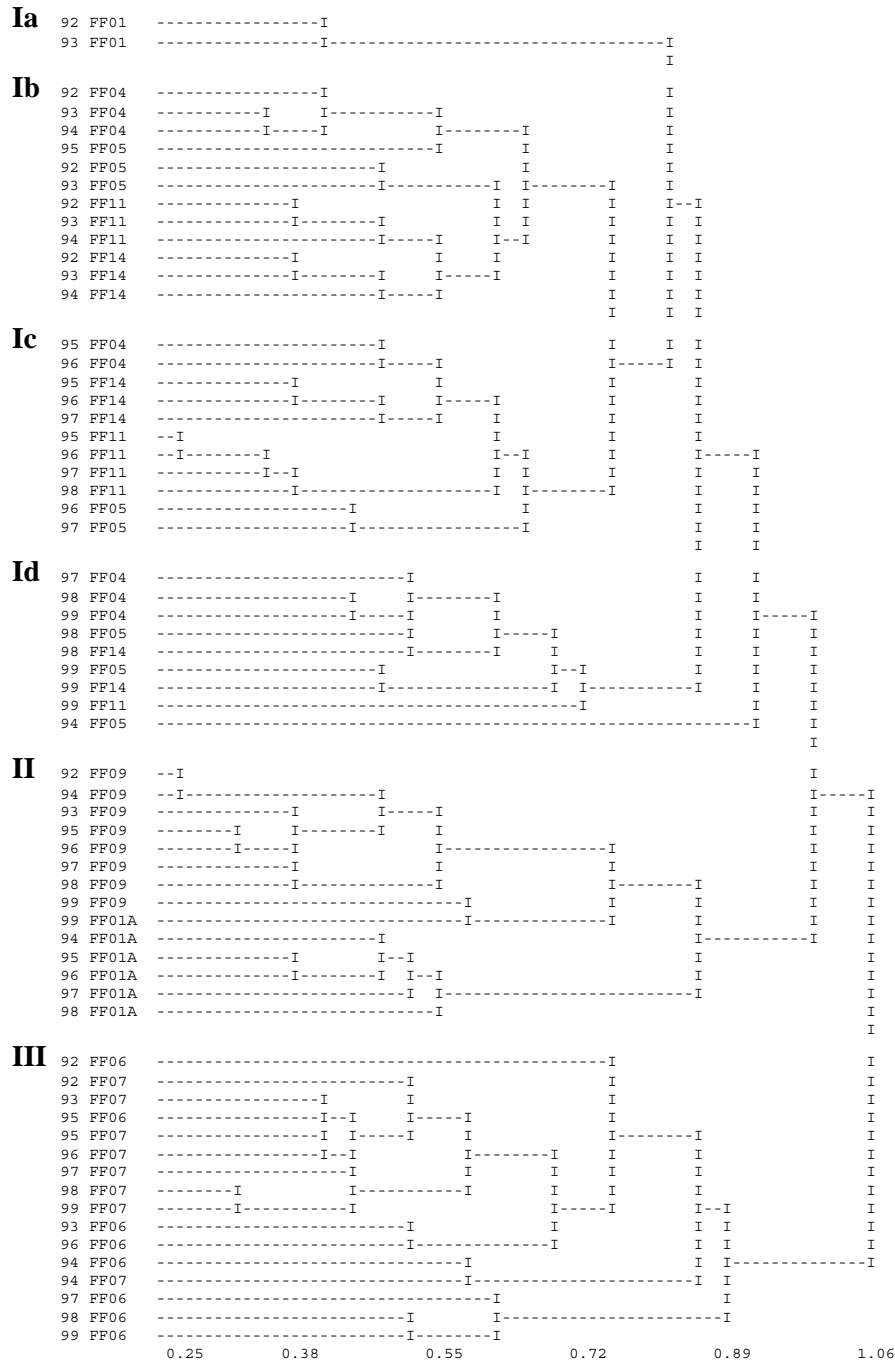 Ia 92 FF01
93 FF01
Ib 92 FF04
93 FF04
94 FF04
95 FF05
92 FF05
93 FF05
92 FF11
93 FF11
94 FF11
92 FF14
93 FF14
94 FF14
Ic 95 FF04
96 FF04
95 FF14
96 FF14
97 FF14
95 FF11
96 FF11
97 FF11
98 FF11
96 FF05
97 FF05
Id 97 FF04
98 FF04
99 FF04
98 FF05
98 FF14
99 FF05
99 FF14
99 FF11
94 FF05
II 92 FF09
94 FF09
93 FF09
95 FF09
96 FF09
97 FF09
98 FF09
99 FF09
99 FF01A
94 FF01A
95 FF01A
96 FF01A
97 FF01A
98 FF01A
III 92 FF06
92 FF07
93 FF07
95 FF06
95 FF07
96 FF07
97 FF07
98 FF07
99 FF07
93 FF06
96 FF06
94 FF06
94 FF07
97 FF06
98 FF06
99 FF06
0.25 0.38 0.55 0.72 0.89 1.06